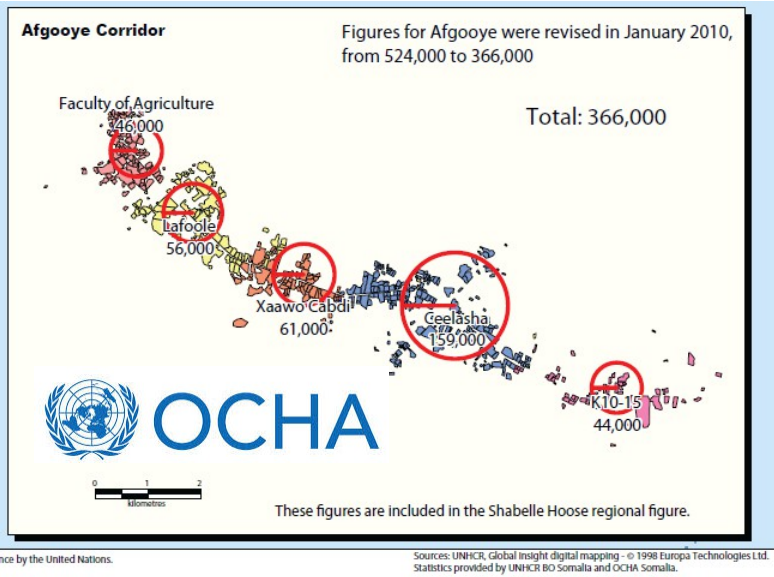 Afgooye Corridor
Figures for Afgooye were revised in January 2010,
from 524,000 to 366,000
Total: 366,000
Faculty of Agriculture
46,000
Lafoole
56,000
Xaawo Cabdi
61,000
Ceelasha
159,000
K10-15
44,000
OCHA
0 1 2
kilometres
These figures are included in the Shabelle Hoose regional figure.
nce by the United Nations.
Sources: UNHCR, Global Insight digital mapping - © 1998 Europa Technologies Ltd.
Statistics provided by UNHCR BO Somalia and OCHA Somalia.